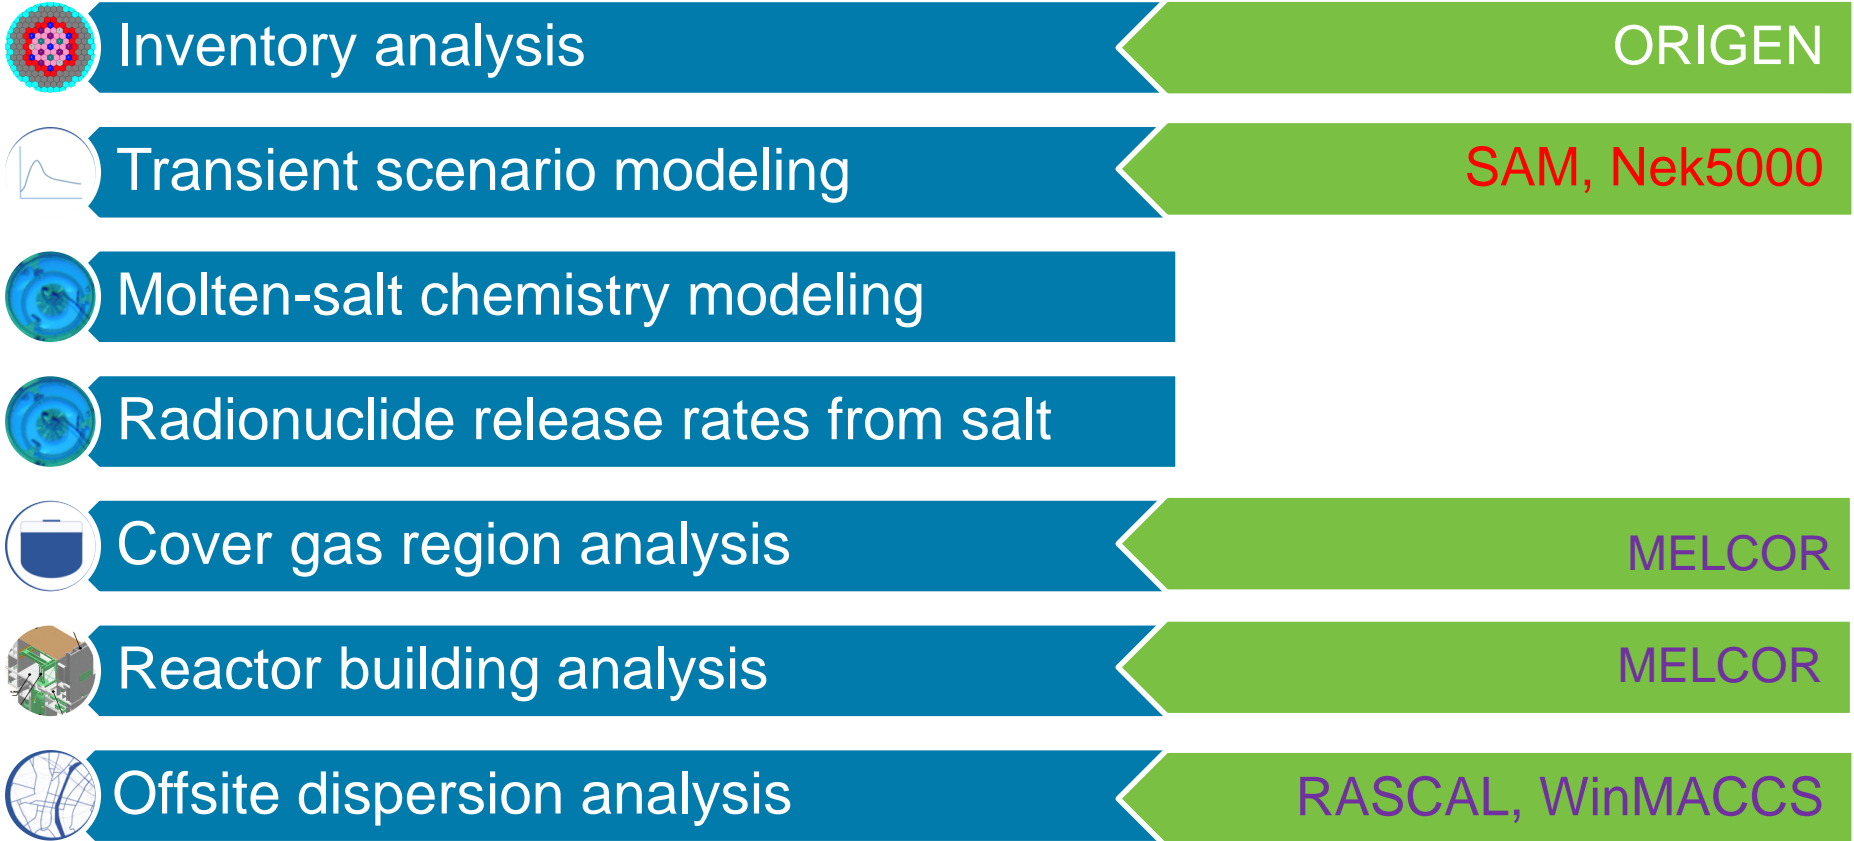 Inventory analysis ORIGEN
Transient scenario modeling SAM, Nek5000
Molten-salt chemistry modeling
Radionuclide release rates from salt
Cover gas region analysis MELCOR
Reactor building analysis MELCOR
Offsite dispersion analysis RASCAL, WinMACCS